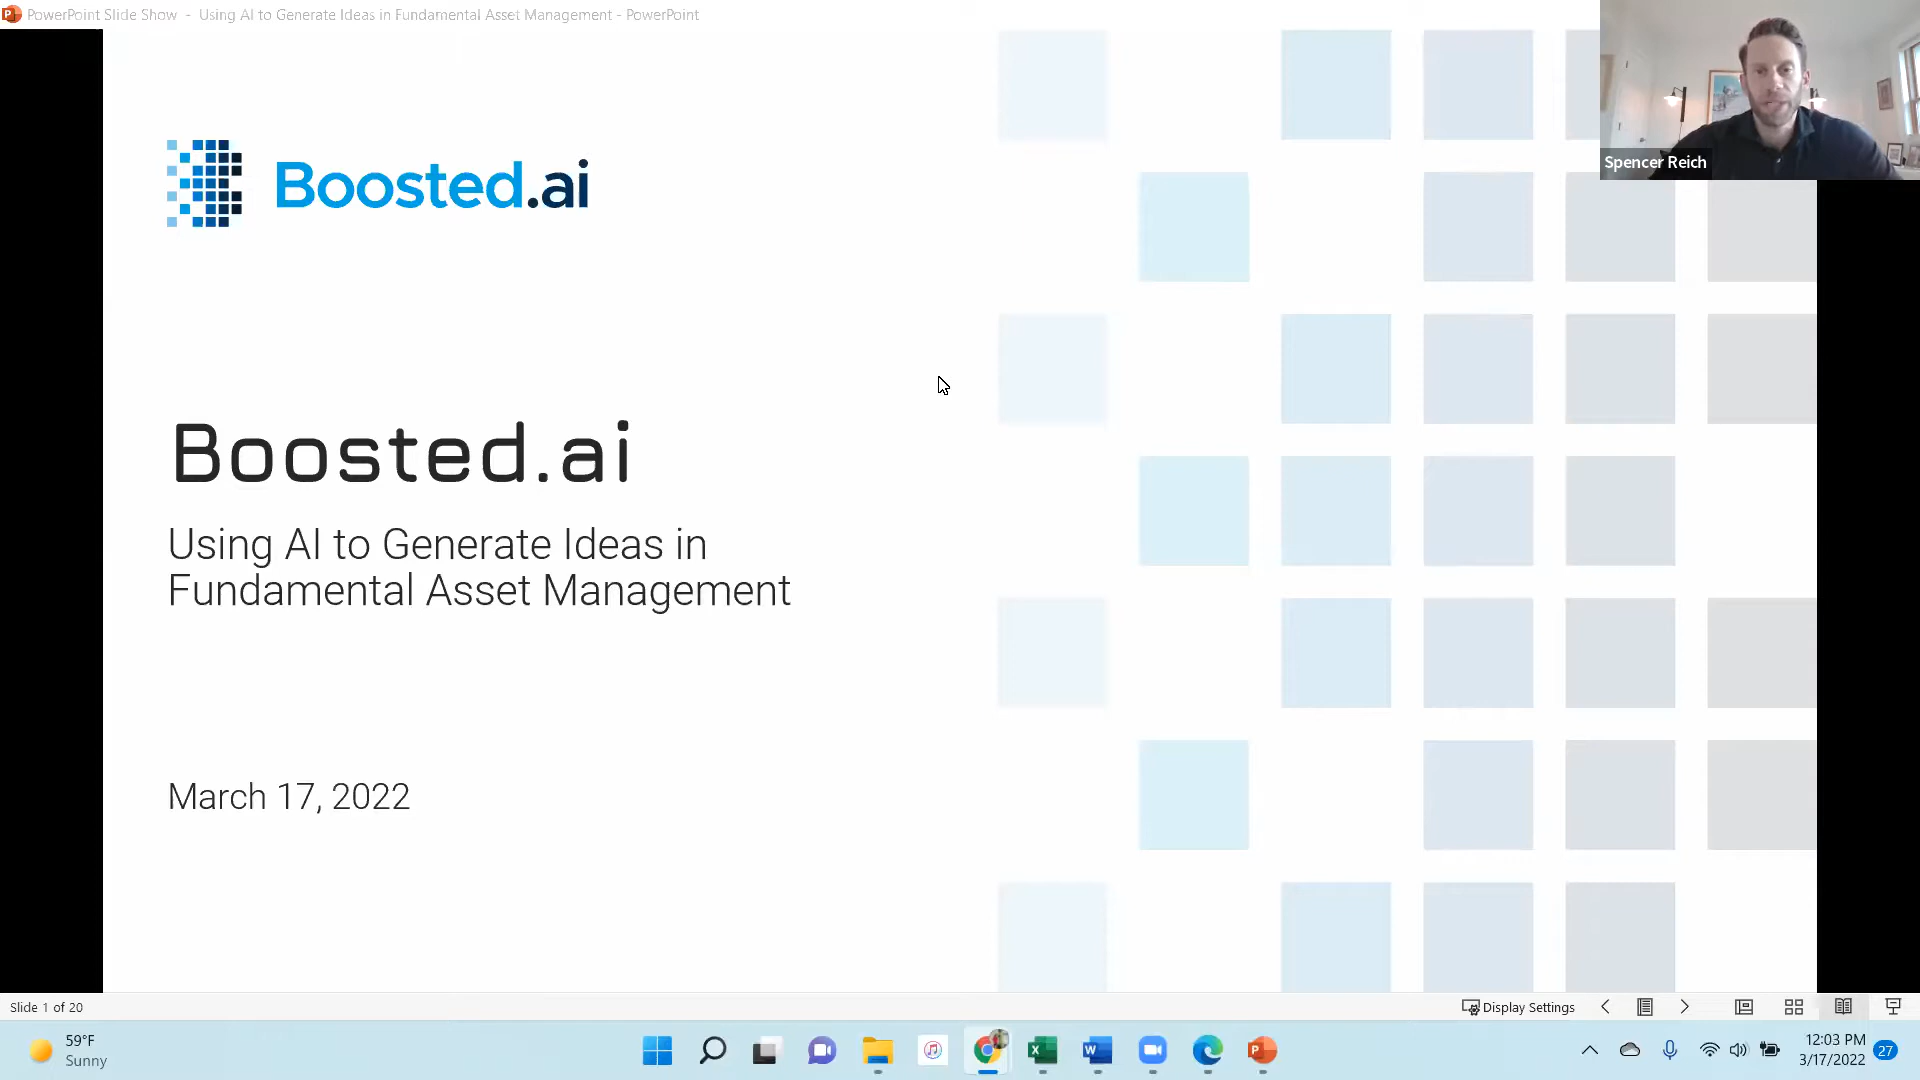 PowerPoint Slide Show - Using AI to Generate Ideas in Fundamental Asset Management - PowerPoint
Spencer Reich
Boosted.ai
Boosted.ai
Using AI to Generate Ideas in
Fundamental Asset Management
March 17, 2022
Slide 1 of 20
Display Settings
59°F
Sunny
12:03 PM
3/17/2022
27